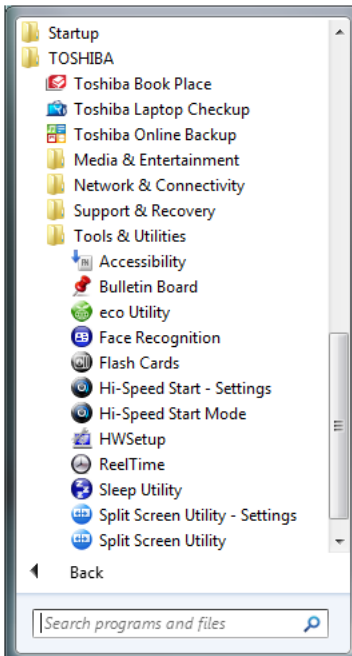 Startup
TOSHIBA
Toshiba Book Place
Toshiba Laptop Checkup
Toshiba Online Backup
Media & Entertainment
Network & Connectivity
Support & Recovery
Tools & Utilities
Accessibility
Bulletin Board
eco Utility
Face Recognition
Flash Cards
Hi-Speed Start - Settings
Hi-Speed Start Mode
HWSetup
ReelTime
Sleep Utility
Split Screen Utility - Settings
Split Screen Utility
Back
Search programs and files